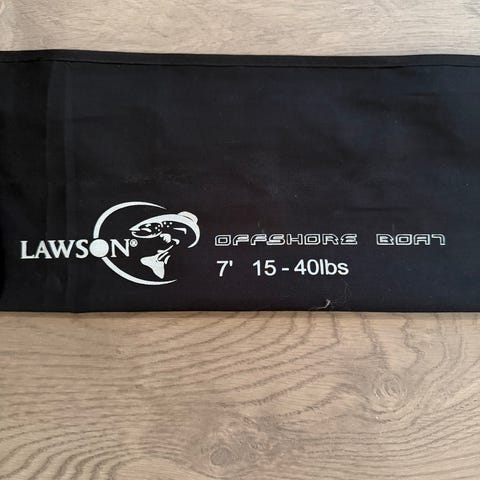 LAWSON®
OFFSHORE BOAT
7' 15 - 40lbs